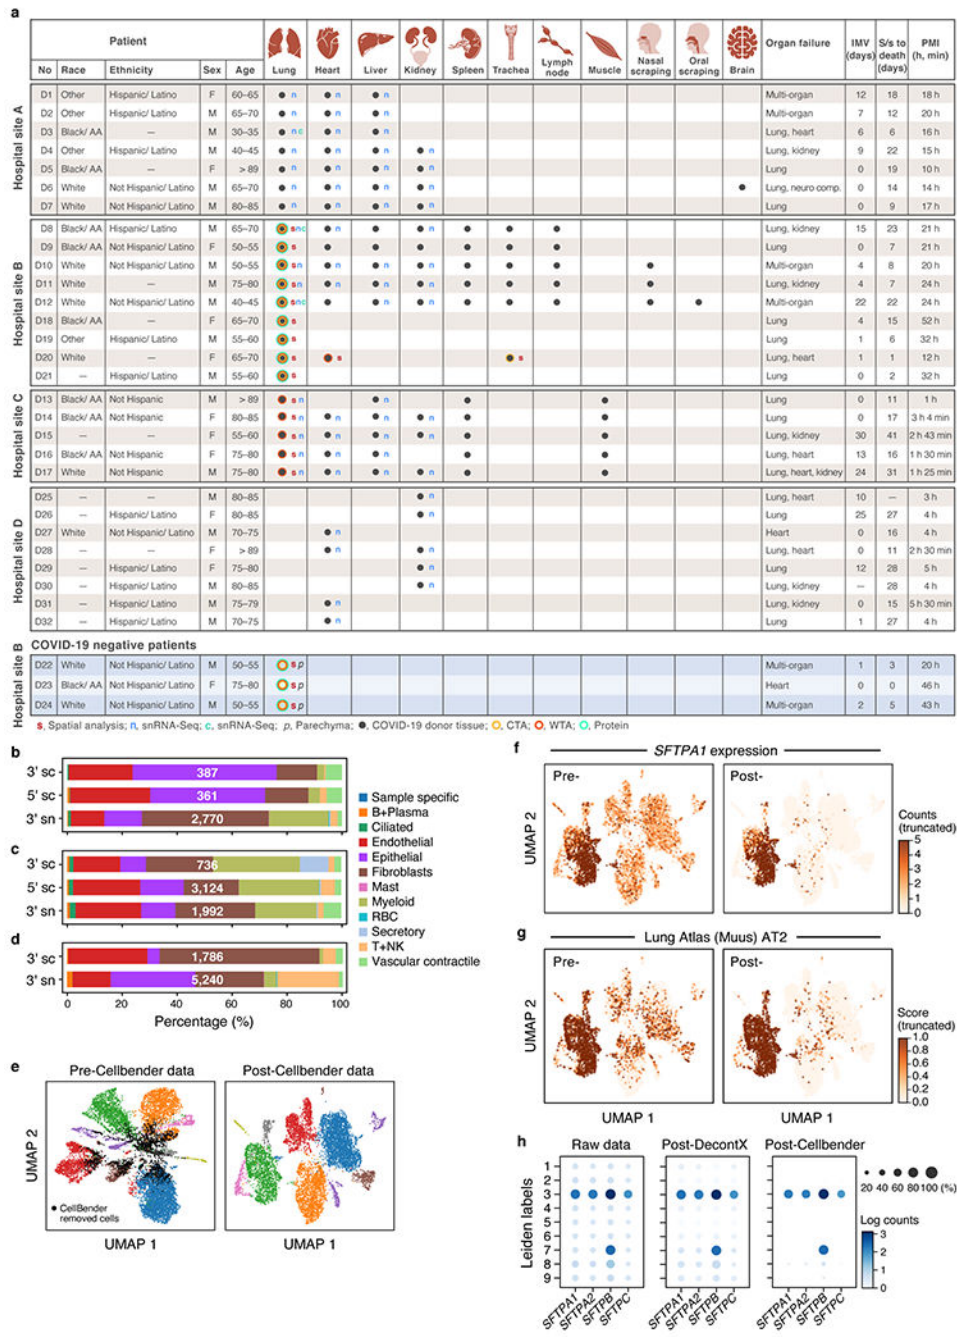 a
Patient
No Race Ethnicity Sex Age Lung Heart Liver Kidney Spleen Trachea Lymph node Muscle Nasal scraping Oral scraping Brain Organ failure IMV (days) S/s to death (days) PMI (h, min)
Hospital site A
D1 Other Hispanic/ Latino F 60–65 n n n Multi-organ 12 18 18 h
D2 Other Hispanic/ Latino M 65–70 n n n Multi-organ 7 12 20 h
D3 Black/ AA — M 30–35 n c n n Lung, heart 6 6 16 h
D4 Other Hispanic/ Latino M 40–45 n n n n Lung, kidney 9 22 15 h
D5 Black/ AA — F > 89 n n n n Lung 0 19 10 h
D6 White Not Hispanic/ Latino M 65–70 n n n n Lung, neuro comp. 0 14 14 h
D7 White Not Hispanic/ Latino M 80–85 n n n n Lung 0 9 17 h
Hospital site B
D8 Black/ AA Hispanic/ Latino M 65–70 s n c n n Lung, kidney 15 23 21 h
D9 Black/ AA Not Hispanic/ Latino F 50–55 s n Lung 0 7 21 h
D10 White Not Hispanic/ Latino M 50–55 s n n n n Multi-organ 4 8 20 h
D11 White — M 75–80 s n n n n Lung, kidney 4 7 24 h
D12 White Not Hispanic/ Latino M 40–45 s n c n n Multi-organ 22 22 24 h
D18 Black/ AA — F 65–70 s Lung 4 15 52 h
D19 Other Hispanic/ Latino M 55–60 s Lung 1 6 32 h
D20 White — F 65–70 s s s Lung, heart 1 1 12 h
D21 — Hispanic/ Latino M 55–60 s Lung 0 2 32 h
Hospital site C
D13 Black/ AA Not Hispanic M > 89 s n n Lung 0 11 1 h
D14 Black/ AA Not Hispanic F 80–85 s n n n n Lung 0 17 3 h 4 min
D15 — — F 55–60 s n n n n Lung, kidney 30 41 2 h 43 min
D16 Black/ AA Not Hispanic F 75–80 s n n n Lung, heart 13 16 1 h 30 min
D17 White Not Hispanic M 75–80 s n n n n Lung, heart, kidney 24 31 1 h 25 min
Hospital site D
D25 — — M 80–85 n Lung, heart 10 — 3 h
D26 Hispanic/ Latino F 80–85 n Lung 25 27 4 h
D27 White Not Hispanic/ Latino M 70–75 n Heart 0 16 4 h
D28 — — F > 89 n n Lung, heart 0 11 2 h 30 min
D29 — Hispanic/ Latino F 75–80 n Lung 12 28 5 h
D30 — Hispanic/ Latino M 80–85 n Lung, kidney — 28 4 h
D31 — Hispanic/ Latino M 75–79 n Lung, kidney 0 15 5 h 30 min
D32 — Hispanic/ Latino M 70–75 n Lung 1 27 4 h
COVID-19 negative patients
Hospital site B
D22 White Not Hispanic/ Latino M 50–55 s p Multi-organ 1 3 20 h
D23 Black/ AA Not Hispanic/ Latino F 75–80 s p Heart 0 0 46 h
D24 White Not Hispanic/ Latino M 50–55 s p Multi-organ 2 5 43 h
s, Spatial analysis; n, snRNA-Seq; c, snRNA-Seq; p, Parechyma; COVID-19 donor tissue; CTA; WTA; Protein
b
3' sc 387
5' sc 361
3' sn 2,770
c
3' sc 736
5' sc 3,124
3' sn 1,992
d
3' sc 1,786
3' sn 5,240
0 20 40 60 80 100
Percentage (%)
Sample specific
B+Plasma
Ciliated
Endothelial
Epithelial
Fibroblasts
Mast
Myeloid
RBC
Secretory
T+NK
Vascular contractile
e
Pre-Cellbender data Post-Cellbender data
CellBender removed cells
UMAP 2
UMAP 1 UMAP 1
f
SFTPA1 expression
Pre- Post-
UMAP 2
Counts
(truncated)
5
4
3
2
1
0
g
Lung Atlas (Muus) AT2
Pre- Post-
UMAP 2
Score
(truncated)
1.0
0.8
0.6
0.4
0.2
0.0
UMAP 1 UMAP 1
h
Raw data Post-DecontX Post-Cellbender
Leiden labels
1
2
3
4
5
6
7
8
9
SFTPA1 SFTPA2 SFTPB SFTPC SFTPA1 SFTPA2 SFTPB SFTPC SFTPA1 SFTPA2 SFTPB SFTPC
20 40 60 80 100 (%)
Log counts
3
2
1
0